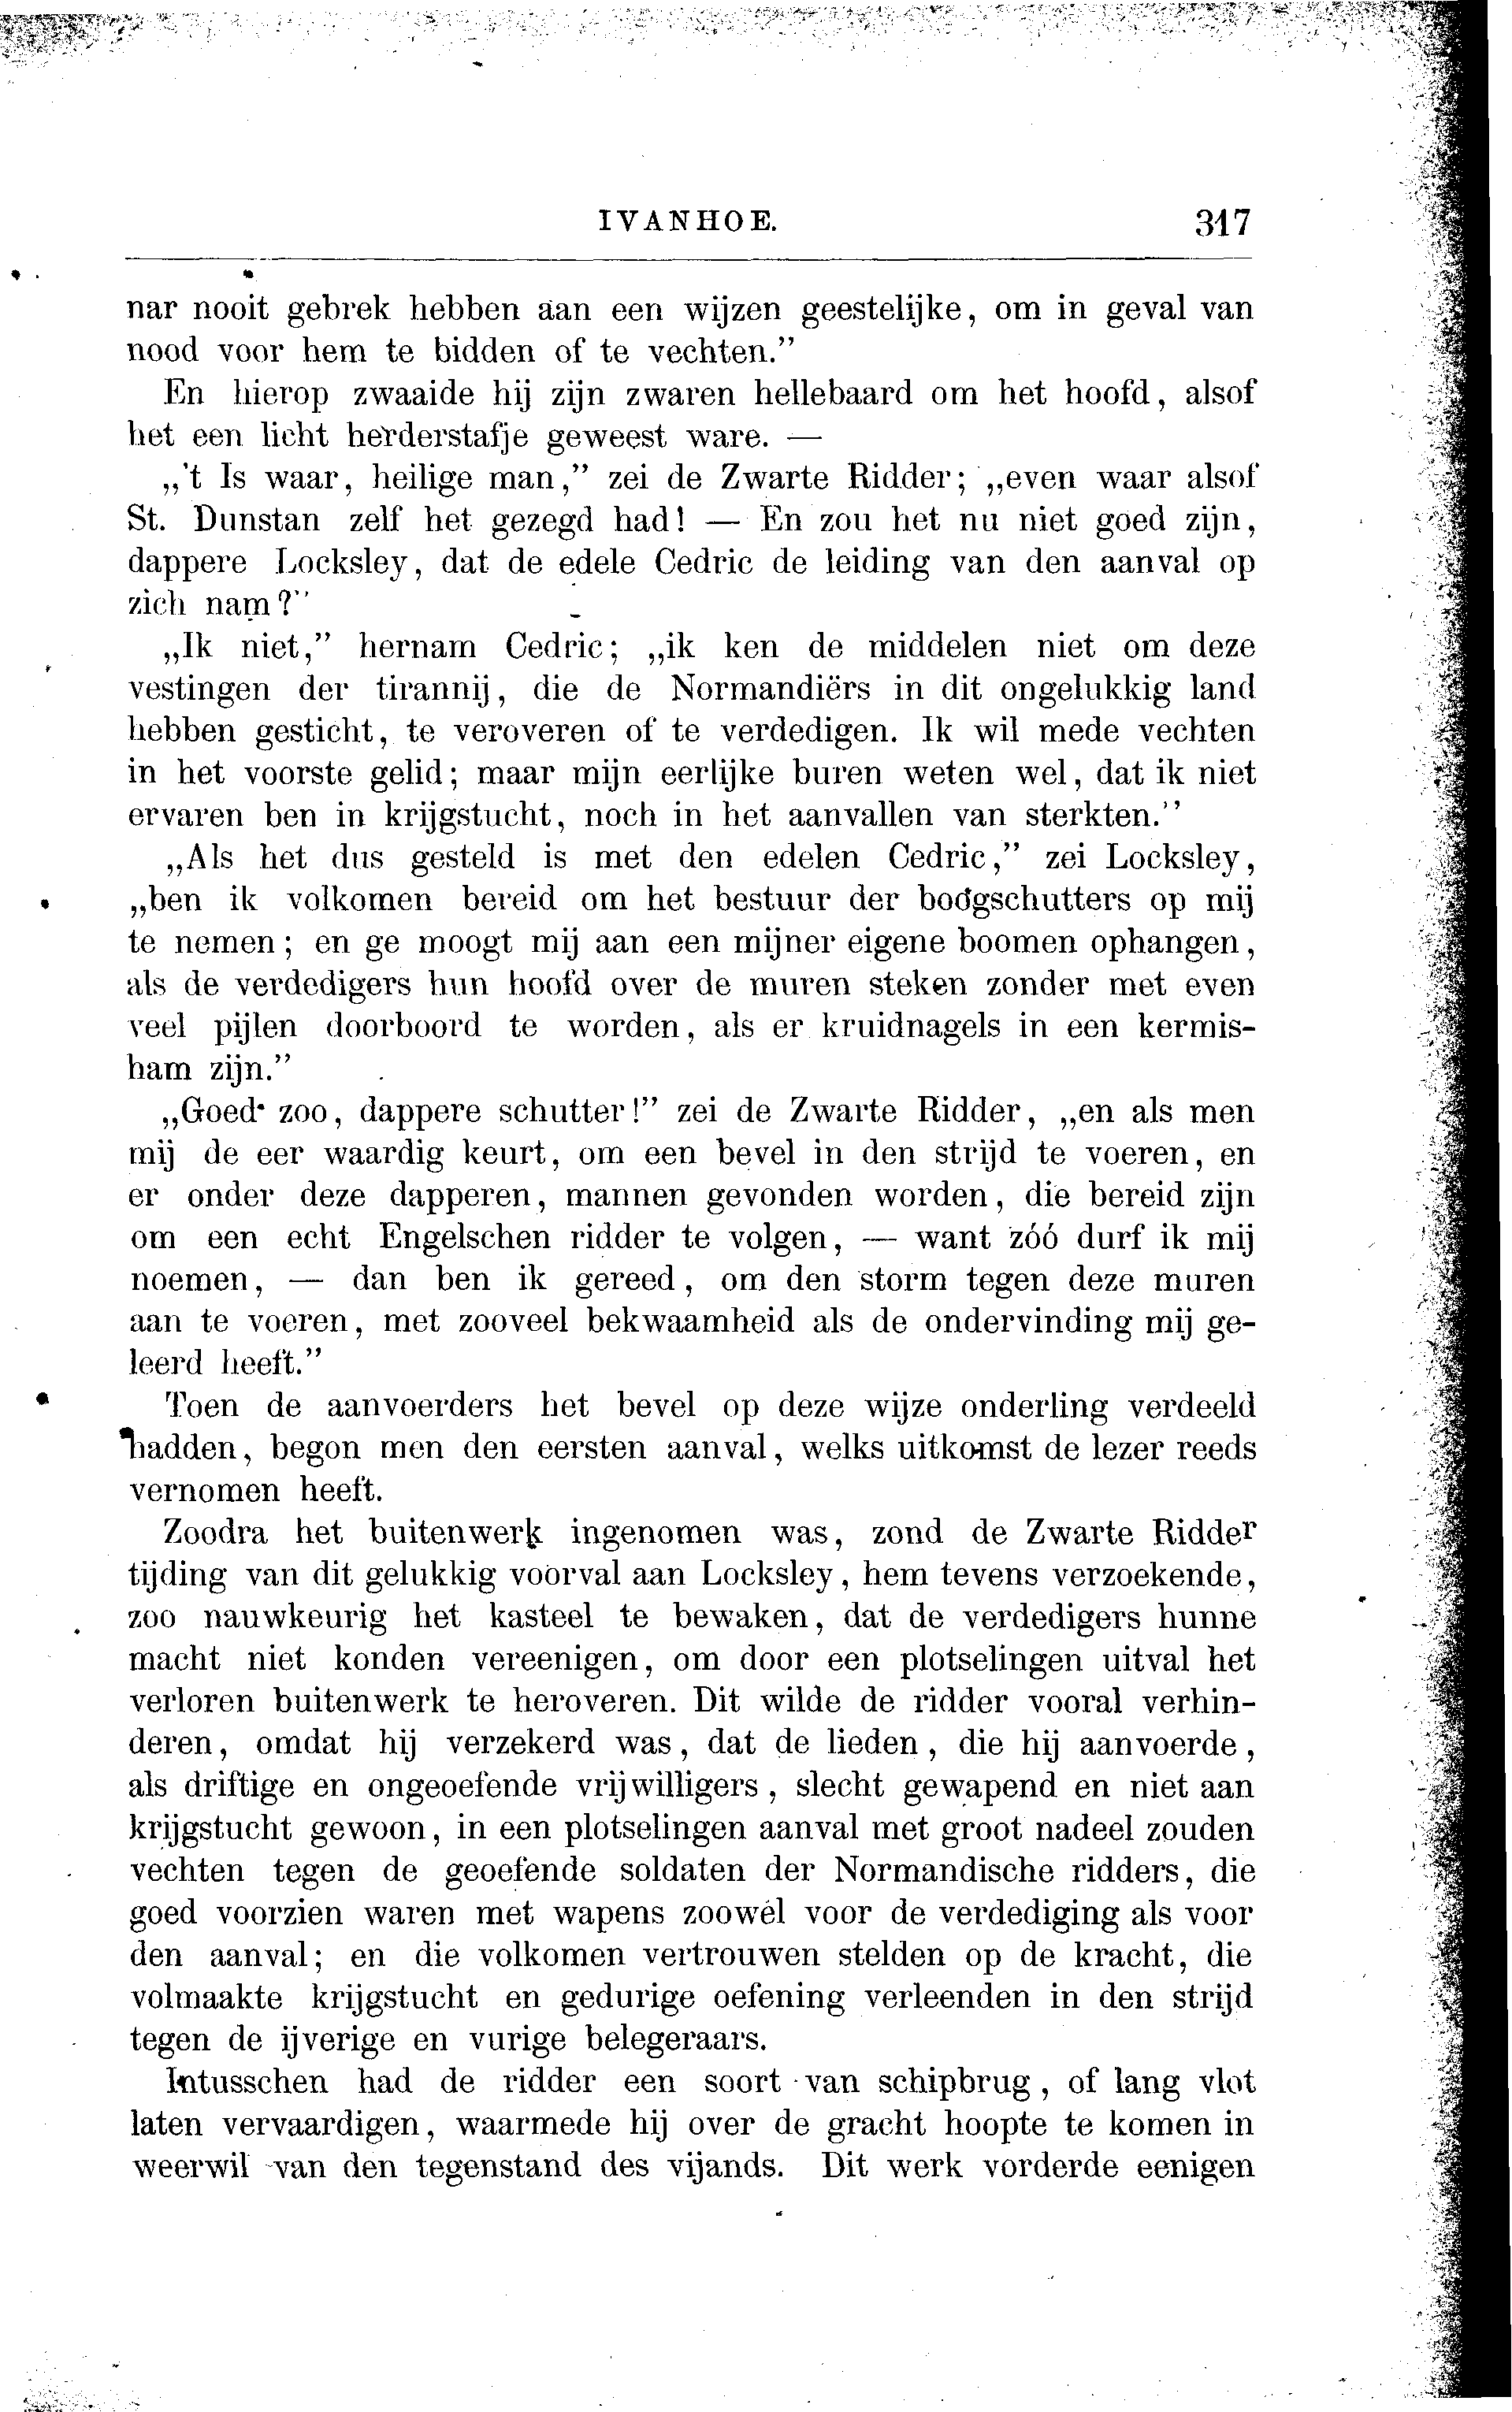 IVANHOE. 317
nar nooit gebrek hebben aan een wijzen geestelijke, om in geval van
nood voor hem te bidden of te vechten.”
En hierop zwaaide hij zijn zwaren hellebaard om het hoofd, alsof
het een licht herderstafje geweest ware. —
„'t Is waar, heilige man,” zei de Zwarte Ridder; „even waar alsof
St. Dunstan zelf het gezegd had! — En zou het nu niet goed zijn,
dappere Locksley, dat de edele Cedric de leiding van den aanval op
zich nam?”
„Ik niet,” hernam Cedric; „ik ken de middelen niet om deze
vestingen der tirannij, die de Normandiërs in dit ongelukkig land
hebben gesticht, te veroveren of te verdedigen. Ik wil mede vechten
in het voorste gelid; maar mijn eerlijke buren weten wel, dat ik niet
ervaren ben in krijgstucht, noch in het aanvallen van sterkten.”
„Als het dus gesteld is met den edelen Cedric,” zei Locksley,
„ben ik volkomen bereid om het bestuur der boogschutters op mij
te nemen; en ge moogt mij aan een mijner eigene boomen ophangen,
als de verdedigers hun hoofd over de muren steken zonder met even
veel pijlen doorboord te worden, als er kruidnagels in een kermis-
ham zijn.”
„Goed zoo, dappere schutter!” zei de Zwarte Ridder, „en als men
mij de eer waardig keurt, om een bevel in den strijd te voeren, en
er onder deze dapperen, mannen gevonden worden, die bereid zijn
om een echt Engelschen ridder te volgen, — want zóó durf ik mij
noemen, — dan ben ik gereed, om den storm tegen deze muren
aan te voeren, met zooveel bekwaamheid als de ondervinding mij ge-
leerd heeft.”
Toen de aanvoerders het bevel op deze wijze onderling verdeeld
hadden, begon men den eersten aanval, welks uitkomst de lezer reeds
vernomen heeft.
Zoodra het buitenwerk ingenomen was, zond de Zwarte Ridder
tijding van dit gelukkig voorval aan Locksley, hem tevens verzoekende,
zoo nauwkeurig het kasteel te bewaken, dat de verdedigers hunne
macht niet konden vereenigen, om door een plotselingen uitval het
verloren buitenwerk te heroveren. Dit wilde de ridder vooral verhin-
deren, omdat hij verzekerd was, dat de lieden, die hij aanvoerde,
als driftige en ongeoefende vrijwilligers, slecht gewapend en niet aan
krijgstucht gewoon, in een plotselingen aanval met groot nadeel zouden
vechten tegen de geoefende soldaten der Normandische ridders, die
goed voorzien waren met wapens zoowel voor de verdediging als voor
den aanval; en die volkomen vertrouwen stelden op de kracht, die
volmaakte krijgstucht en gedurige oefening verleenden in den strijd
tegen de ijverige en vurige belegeraars.
Intusschen had de ridder een soort van schipbrug, of lang vlot
laten vervaardigen, waarmede hij over de gracht hoopte te komen in
weerwil van den tegenstand des vijands. Dit werk vorderde eenigen